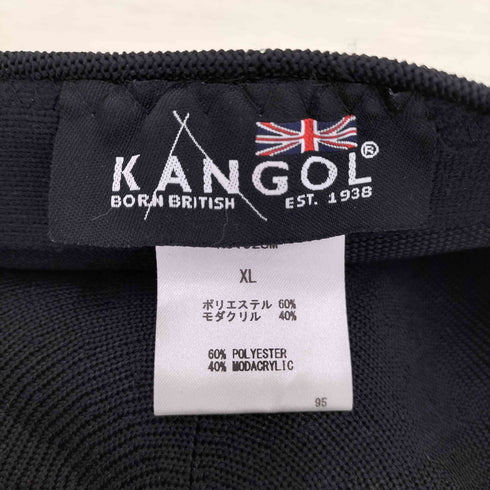 KANGOL®
BORN BRITISH EST. 1938
XL
ポリエステル 60%
モダクリル 40%
60% POLYESTER
40% MODACRYLIC
95